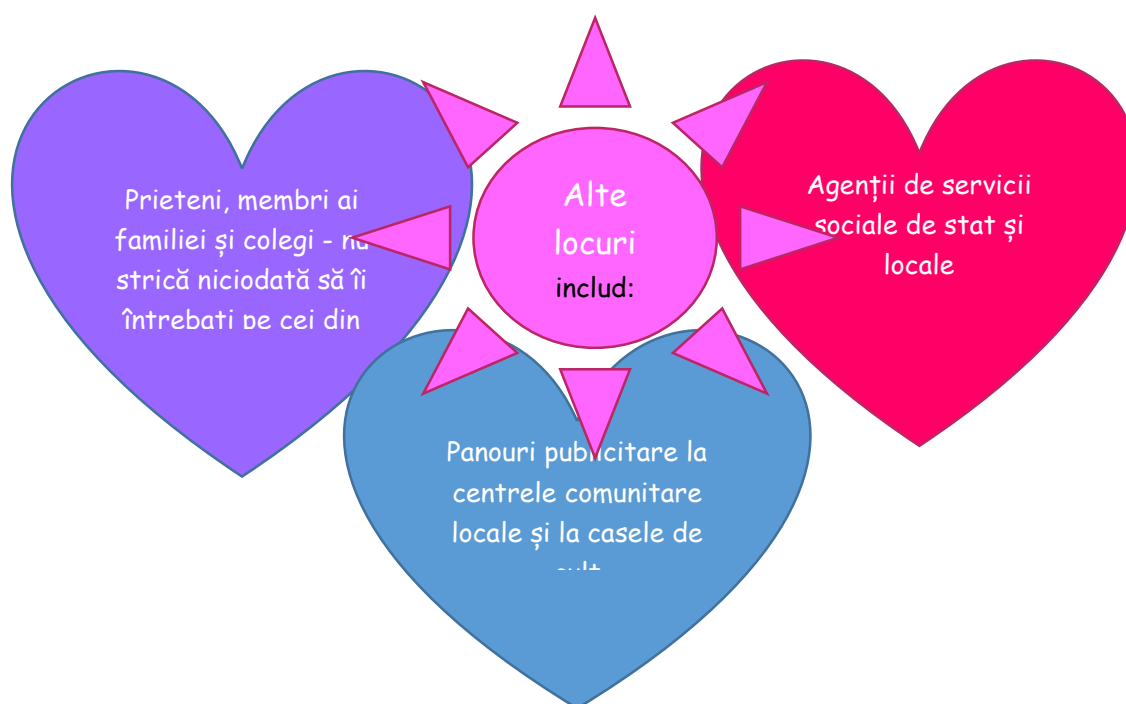 Prieteni, membri ai
familiei și colegi - nu
strică niciodată să îi
întrebați pe cei din
Alte
locuri
includ:
Agenții de servicii
sociale de stat și
locale
Panouri publicitare la
centrele comunitare
locale și la casele de
cult